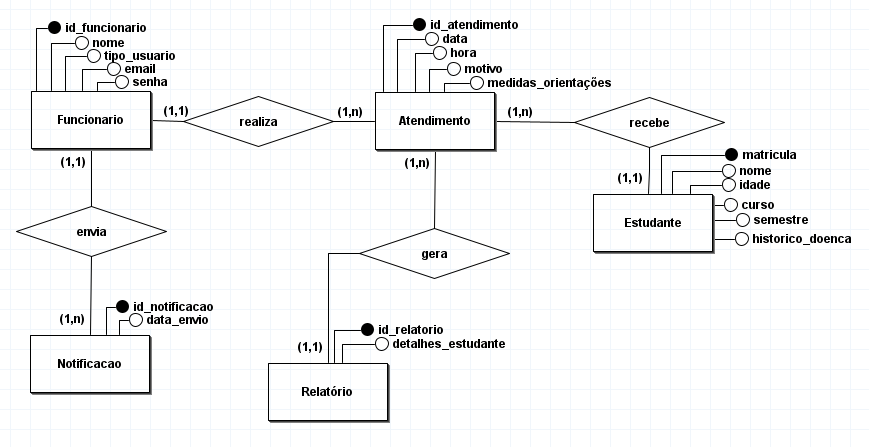 id_funcionario
nome
tipo_usuario
email
senha
Funcionario
(1,1)
realiza
(1,n)
id_atendimento
data
hora
motivo
medidas_orientações
Atendimento
(1,n)
recebe
(1,1)
matricula
nome
idade
curso
semestre
historico_doenca
Estudante
(1,1)
envia
(1,n)
id_notificacao
data_envio
Notificacao
(1,n)
gera
(1,1)
id_relatorio
detalhes_estudante
Relatório